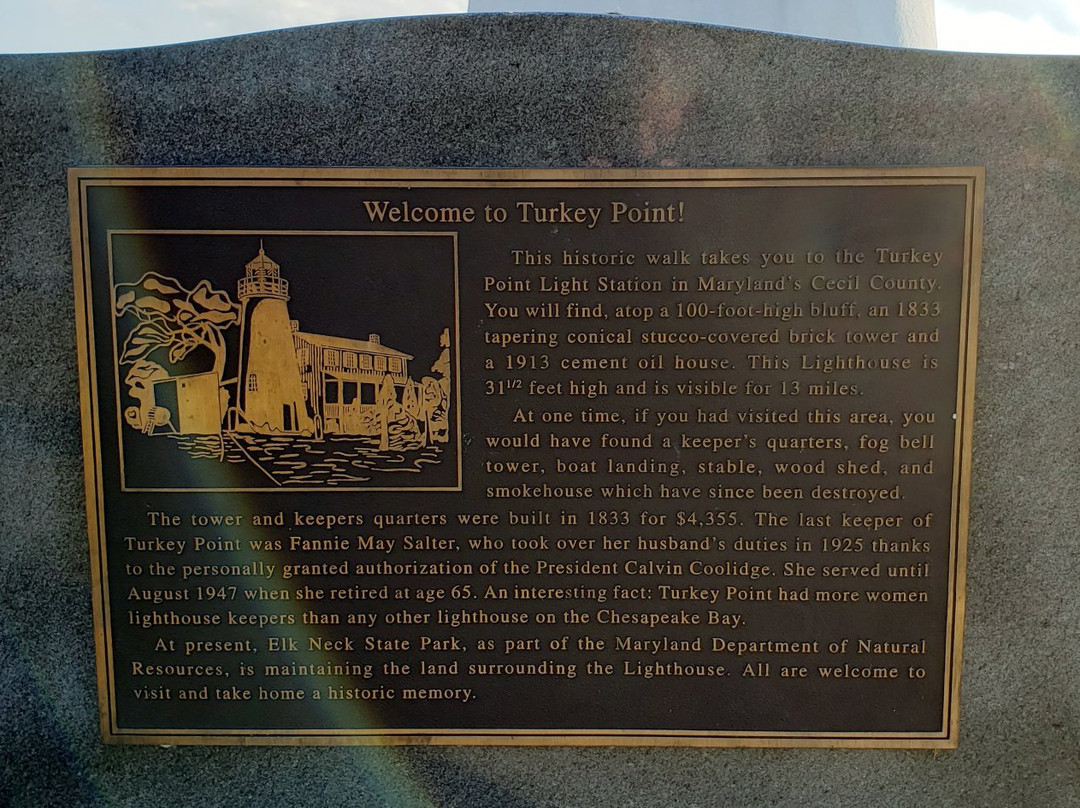 Welcome to Turkey Point!
This historic walk takes you to the Turkey
Point Light Station in Maryland's Cecil County.
You will find, atop a 100-foot-high bluff, an 1833
tapering conical stucco-covered brick tower and
a 1913 cement oil house. This Lighthouse is
31 1/2 feet high and is visible for 13 miles.
At one time, if you had visited this area, you
would have found a keeper's quarters, fog bell
tower, boat landing, stable, wood shed, and
smokehouse which have since been destroyed.
The tower and keepers quarters were built in 1833 for $4,355. The last keeper of
Turkey Point was Fannie May Salter, who took over her husband's duties in 1925 thanks
to the personally granted authorization of the President Calvin Coolidge. She served until
August 1947 when she retired at age 65. An interesting fact: Turkey Point had more women
lighthouse keepers than any other lighthouse on the Chesapeake Bay.
At present, Elk Neck State Park, as part of the Maryland Department of Natural
Resources, is maintaining the land surrounding the Lighthouse. All are welcome to
visit and take home a historic memory.